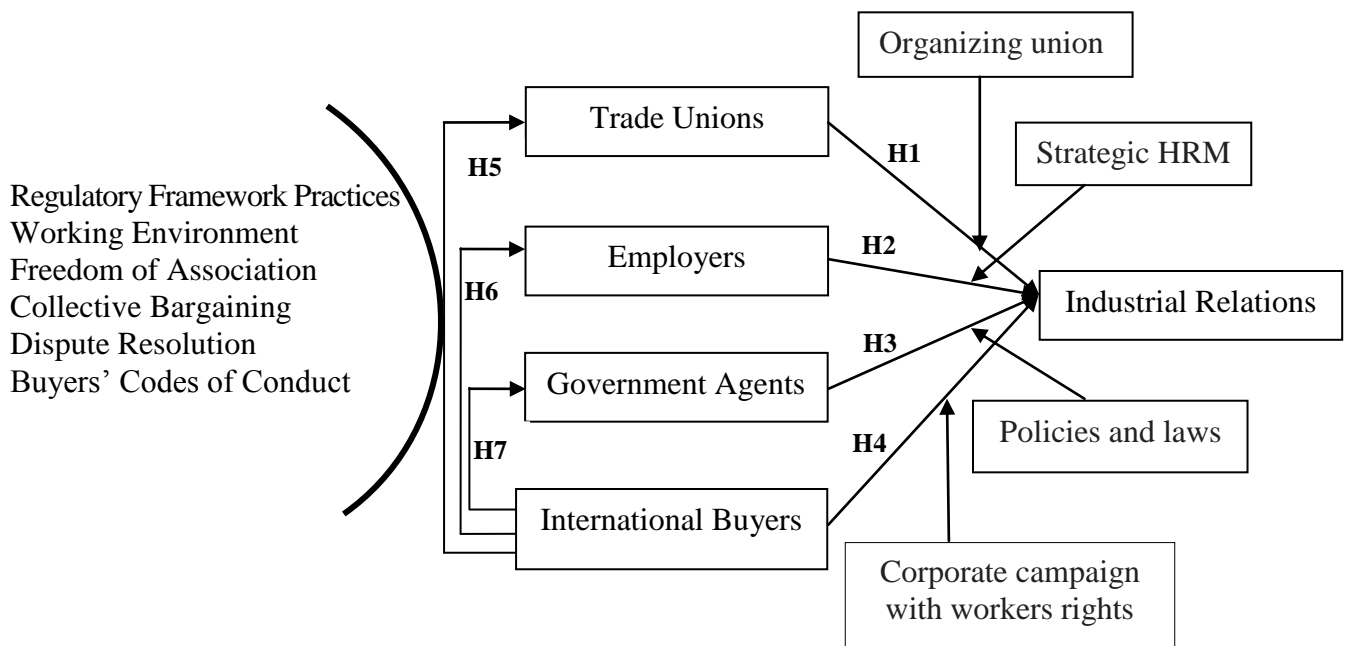 Organizing union
Trade Unions
H1
Strategic HRM
H5
Regulatory Framework Practices
Working Environment
Freedom of Association
Collective Bargaining
Dispute Resolution
Buyers’ Codes of Conduct
Employers
H2
H6
Industrial Relations
H3
Government Agents
Policies and laws
H7
H4
International Buyers
Corporate campaign
with workers rights